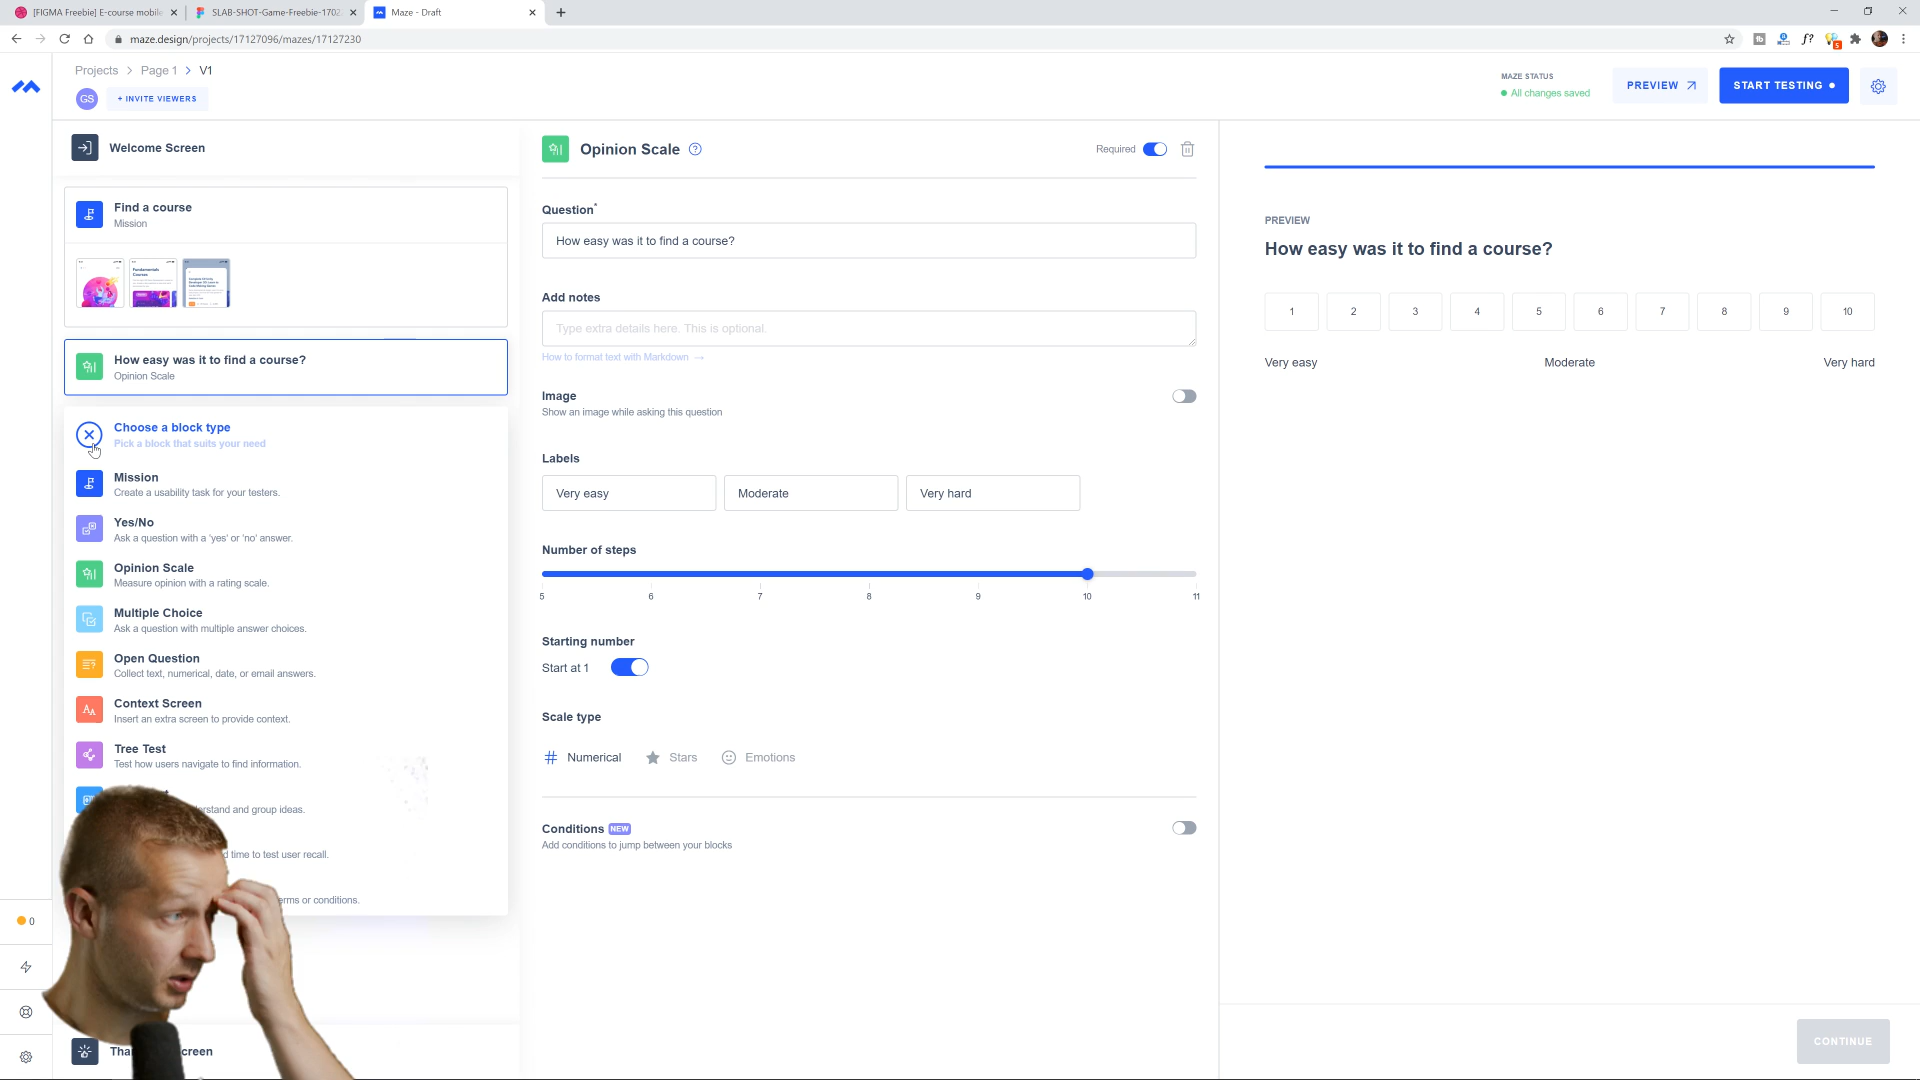 [FIGMA Freebie] E-course mobile
SLAB-SHOT-Game-Freebie-1702
Maze - Draft
maze.design/projects/17127096/mazes/17127230
Projects > Page 1 > V1
GS
+ INVITE VIEWERS
MAZE STATUS
All changes saved
PREVIEW
START TESTING
Welcome Screen
Find a course
Mission
How easy was it to find a course?
Opinion Scale
Choose a block type
Pick a block that suits your need
Mission
Create a usability task for your testers.
Yes/No
Ask a question with a 'yes' or 'no' answer.
Opinion Scale
Measure opinion with a rating scale.
Multiple Choice
Ask a question with multiple answer choices.
Open Question
Collect text, numerical, date, or email answers.
Context Screen
Insert an extra screen to provide context.
Tree Test
Test how users navigate to find information.
and group ideas.
time to test user recall.
or conditions.
0
Opinion Scale
Required
Question*
How easy was it to find a course?
Add notes
Type extra details here. This is optional.
How to format text with Markdown →
Image
Show an image while asking this question
Labels
Very easy
Moderate
Very hard
Number of steps
5 6 7 8 9 10 11
Starting number
Start at 1
Scale type
# Numerical
Stars
Emotions
Conditions NEW
Add conditions to jump between your blocks
PREVIEW
How easy was it to find a course?
1 2 3 4 5 6 7 8 9 10
Very easy
Moderate
Very hard
CONTINUE